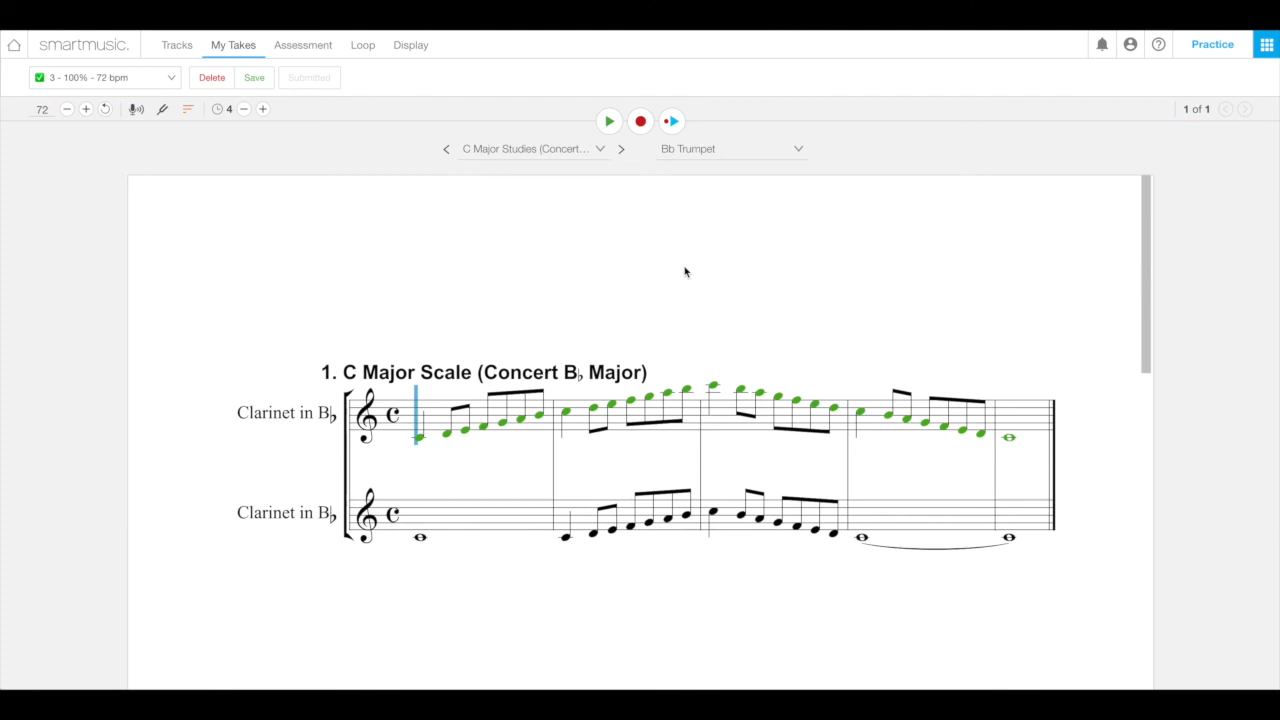 smartmusic. Tracks My Takes Assessment Loop Display Practice
3 - 100% - 72 bpm Delete Save Submitted
72 4 1 of 1
C Major Studies (Concert... Bb Trumpet
1. C Major Scale (Concert B♭ Major)
Clarinet in B♭
Clarinet in B♭